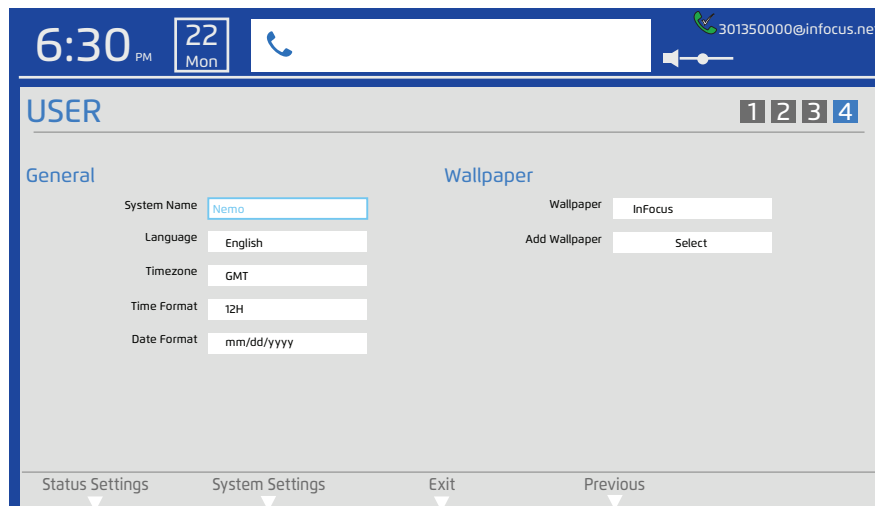 6:30 PM
22
Mon
301350000@infocus.net
USER
1 2 3 4
General
System Name Nemo
Language English
Timezone GMT
Time Format 12H
Date Format mm/dd/yyyy
Wallpaper
Wallpaper InFocus
Add Wallpaper Select
Status Settings System Settings Exit Previous